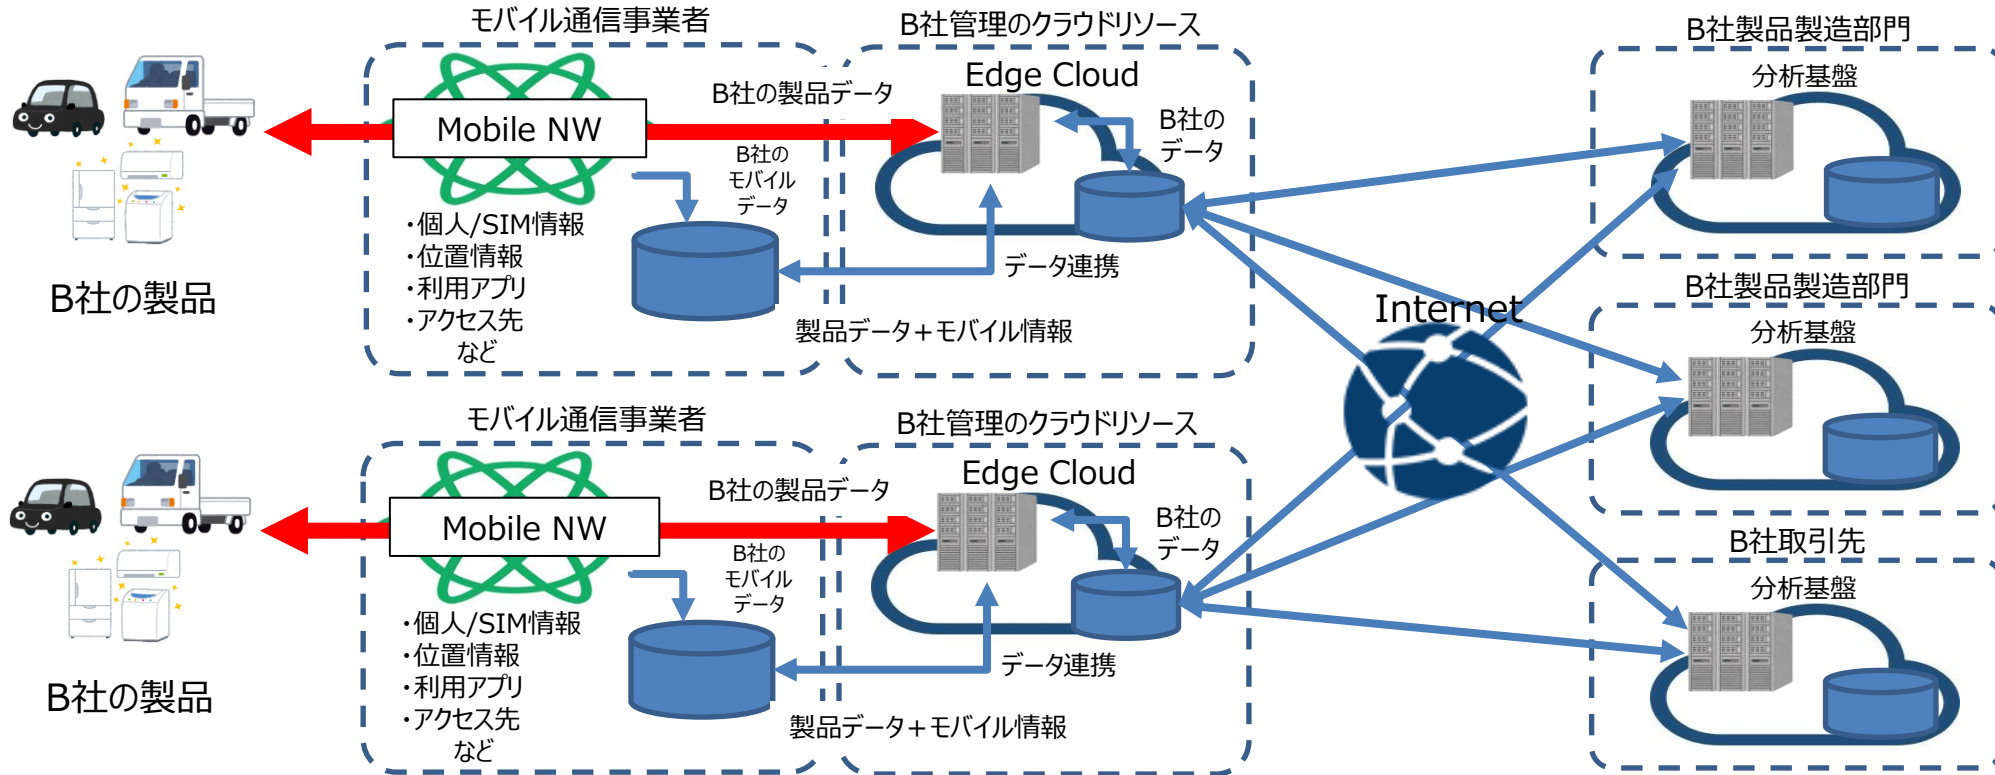 モバイル通信事業者
B社管理のクラウドリソース
B社製品製造部門
Edge Cloud
分析基盤
B社の製品データ
Mobile NW
B社の
データ
B社の
モバイル
データ
・個人/SIM情報
・位置情報
・利用アプリ
・アクセス先
など
データ連携
B社の製品
製品データ+モバイル情報
Internet
B社製品製造部門
分析基盤
モバイル通信事業者
B社管理のクラウドリソース
Edge Cloud
B社の製品データ
Mobile NW
B社の
データ
B社の
モバイル
データ
・個人/SIM情報
・位置情報
・利用アプリ
・アクセス先
など
データ連携
B社の製品
製品データ+モバイル情報
B社取引先
分析基盤